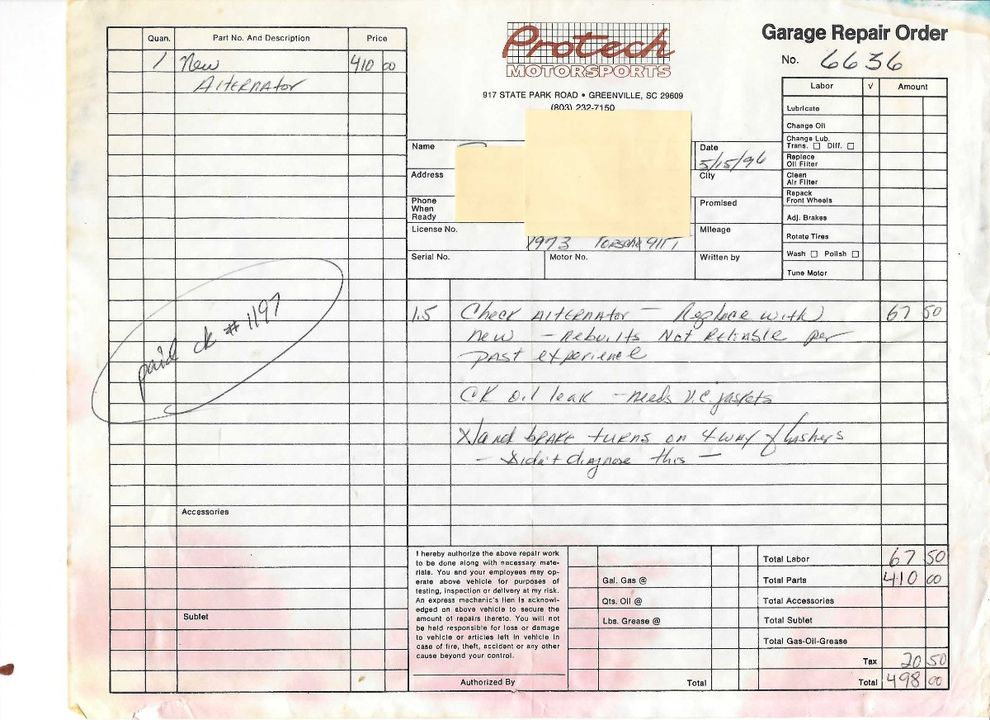 Quan. Part No. And Description Price
1 New 410 00
Alternator
paid ck # 1197
Accessories
Sublet
Protech
MOTORSPORTS
917 STATE PARK ROAD • GREENVILLE, SC 29609
(803) 232-7150
Garage Repair Order
No. 6636
Name
Date
5/15/96
Address
City
Phone
When
Ready
Promised
License No.
Mileage
1973 Porsche 911T
Serial No. Motor No. Written by
Labor √ Amount
Lubricate
Change Oil
Change Lub.
Trans. ☐ Diff. ☐
Replace
Oil Filter
Clean
Air Filter
Repack
Front Wheels
Adj. Brakes
Rotate Tires
Wash ☐ Polish ☐
Tune Motor
1.5 Check Alternator - Replace with 67 50
new - Rebuilts Not Reliable per
past experience
CK oil leak - needs V.C. gaskets
Hand brake turns on 4 way flashers
- Didn't diagnose this -
I hereby authorize the above repair work
to be done along with necessary mate-
rials. You and your employees may op-
erate above vehicle for purposes of
testing, inspection or delivery at my risk.
An express mechanic's lien is acknowl-
edged on above vehicle to secure the
amount of repairs thereto. You will not
be held responsible for loss or damage
to vehicle or articles left in vehicle in
case of fire, theft, accident or any other
cause beyond your control.
Authorized By
Gal. Gas @
Qts. Oil @
Lbs. Grease @
Total
Total Labor 67 50
Total Parts 410 00
Total Accessories
Total Sublet
Total Gas-Oil-Grease
Tax 20 50
Total 498 00